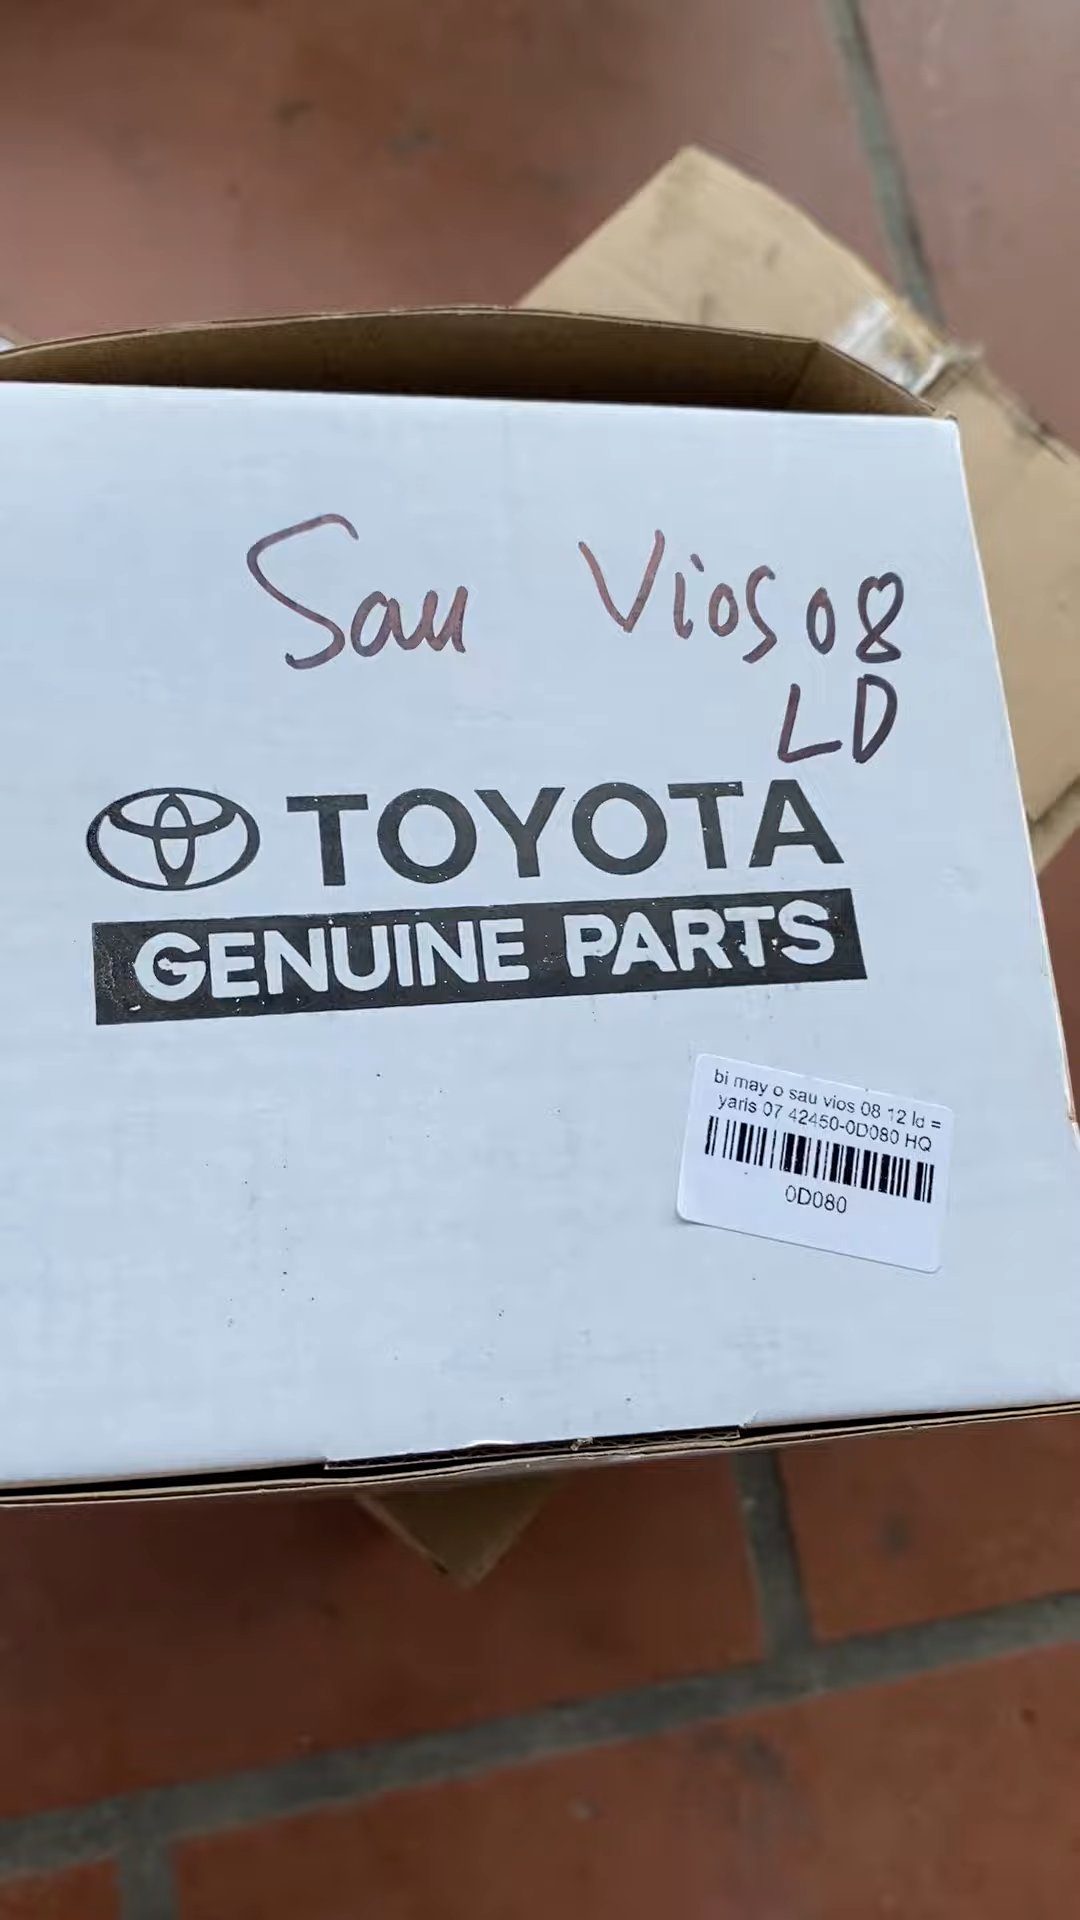 Sau Vios 08
LD
TOYOTA
GENUINE PARTS
bi may o sau vios 08 12 ld =
yaris 07 42450-0D080 HQ
0D080